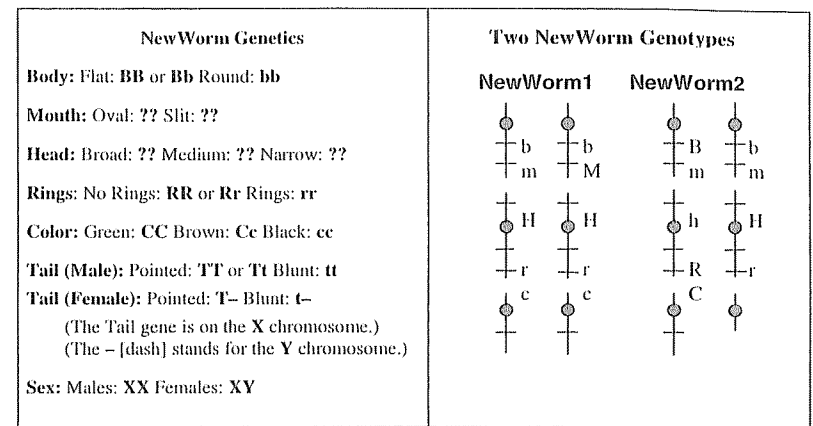 NewWorm Genetics
Body: Flat: BB or Bb Round: bb
Mouth: Oval: ?? Slit: ??
Head: Broad: ?? Medium: ?? Narrow: ??
Rings: No Rings: RR or Rr Rings: rr
Color: Green: CC Brown: Cc Black: cc
Tail (Male): Pointed: TT or Tt Blunt: tt
Tail (Female): Pointed: T– Blunt: t–
(The Tail gene is on the X chromosome.)
(The – [dash] stands for the Y chromosome.)
Sex: Males: XX Females: XY
Two NewWorm Genotypes
NewWorm1 NewWorm2
b b B b
m M m m
H H h H
r r R r
c c C